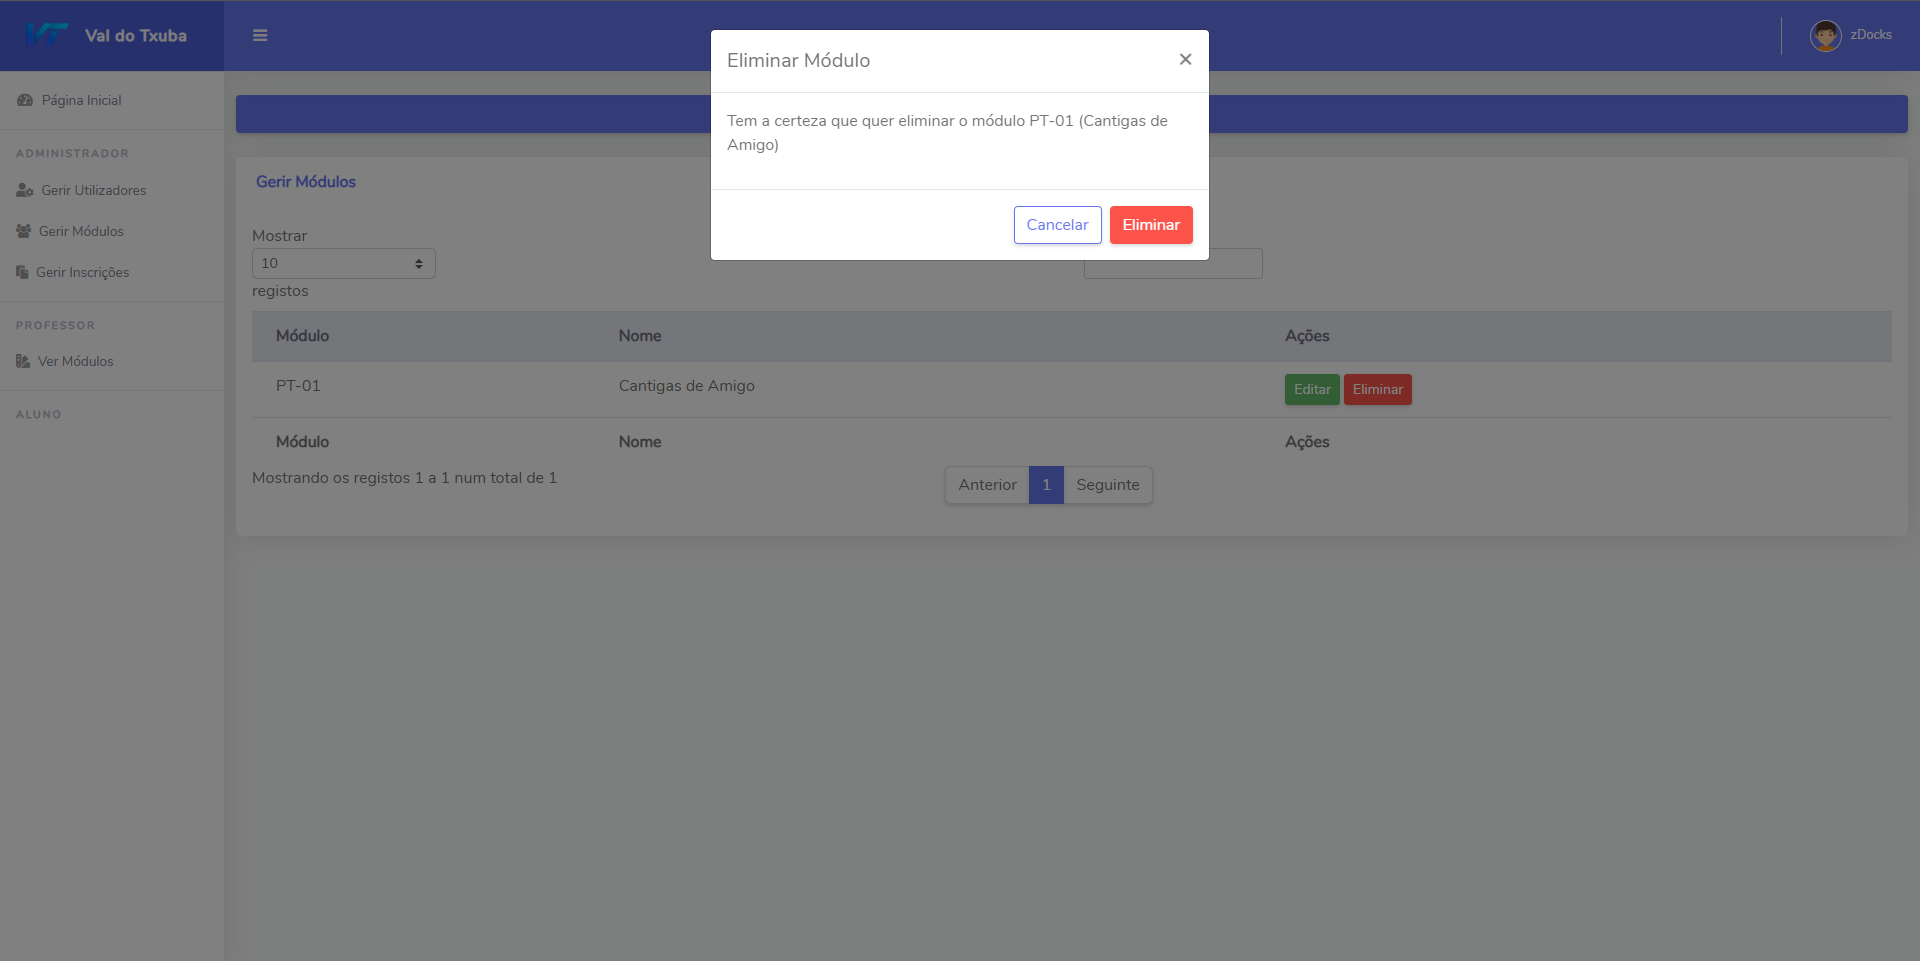 VT Val do Txuba
zDocks
Eliminar Módulo ×
Tem a certeza que quer eliminar o módulo PT-01 (Cantigas de
Amigo)
Cancelar Eliminar
Página Inicial
ADMINISTRADOR
Gerir Utilizadores
Gerir Módulos
Gerir Inscrições
PROFESSOR
Ver Módulos
ALUNO
Gerir Módulos
Mostrar
10
registos
Módulo Nome Ações
PT-01 Cantigas de Amigo Editar Eliminar
Módulo Nome Ações
Mostrando os registos 1 a 1 num total de 1
Anterior 1 Seguinte